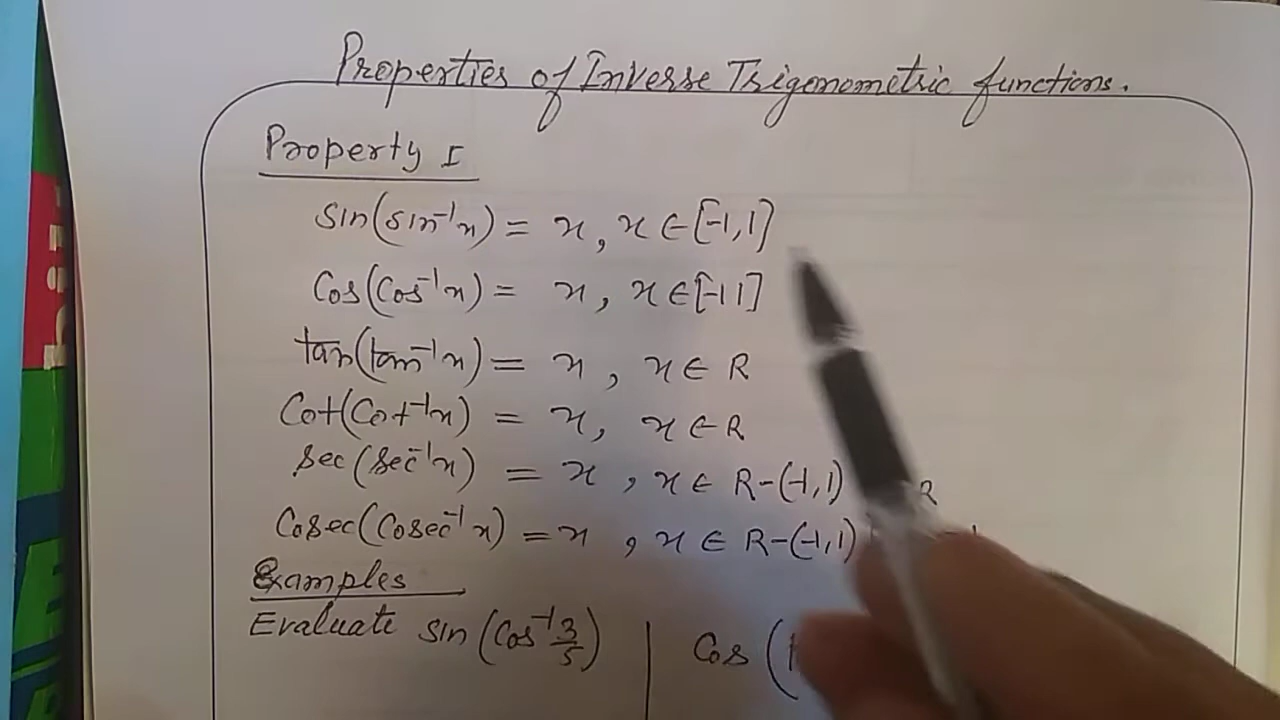 Properties of Inverse Trigonometric functions.
Property I
sin(sin⁻¹x) = x, x ∈ [-1,1]
Cos(Cos⁻¹x) = x, x ∈ [-1 1]
tan(tan⁻¹x) = x, x ∈ R
Cot(Cot⁻¹x) = x, x ∈ R
sec(sec⁻¹x) = x, x ∈ R-(-1,1) R
Cosec(Cosec⁻¹x) = x, x ∈ R-(-1,1)
Examples
Evaluate sin(Cos⁻¹ 3/5) | Cos (